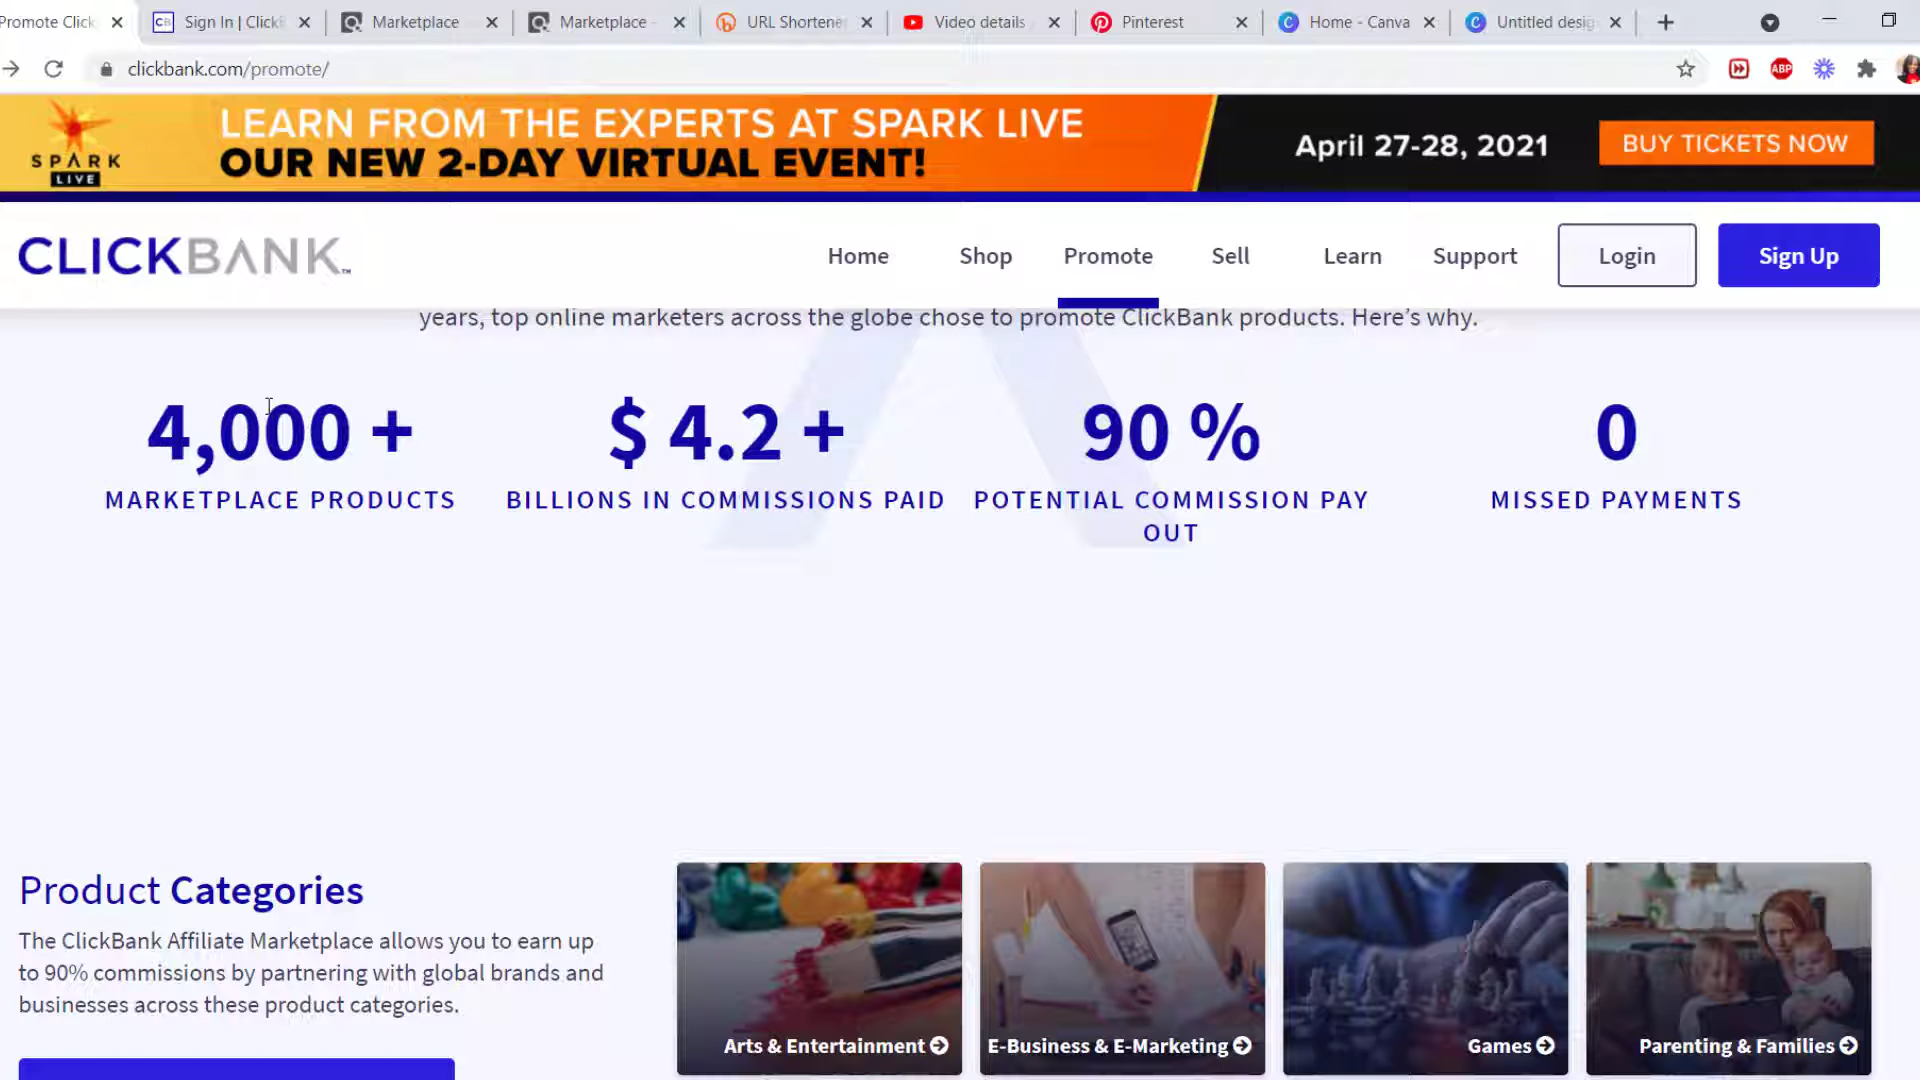 Promote Click
Sign In | ClickB
Marketplace
Marketplace -
URL Shortene
Video details
Pinterest
Home - Canva
Untitled desig
clickbank.com/promote/
ABP
SPARK
LIVE
LEARN FROM THE EXPERTS AT SPARK LIVE
OUR NEW 2-DAY VIRTUAL EVENT!
April 27-28, 2021
BUY TICKETS NOW
CLICKBANK™
Home
Shop
Promote
Sell
Learn
Support
Login
Sign Up
years, top online marketers across the globe chose to promote ClickBank products. Here’s why.
4,000 +
MARKETPLACE PRODUCTS
$ 4.2 +
BILLIONS IN COMMISSIONS PAID
90 %
POTENTIAL COMMISSION PAY
OUT
0
MISSED PAYMENTS
Product Categories
The ClickBank Affiliate Marketplace allows you to earn up
to 90% commissions by partnering with global brands and
businesses across these product categories.
Arts & Entertainment
E-Business & E-Marketing
Games
Parenting & Families